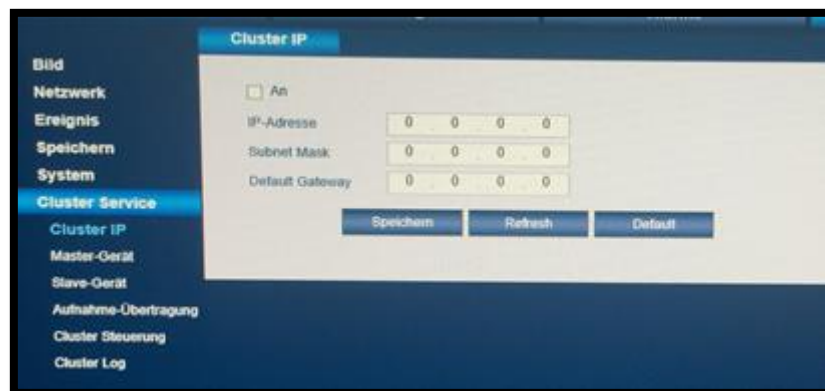 Cluster IP
Bild
Netzwerk
Ereignis
Speichern
System
Cluster Service
Cluster IP
Master-Gerät
Slave-Gerät
Aufnahme-Übertragung
Cluster Steuerung
Cluster Log
An
IP-Adresse 0 . 0 . 0 . 0
Subnet Mask 0 . 0 . 0 . 0
Default Gateway 0 . 0 . 0 . 0
Speichern Refresh Default